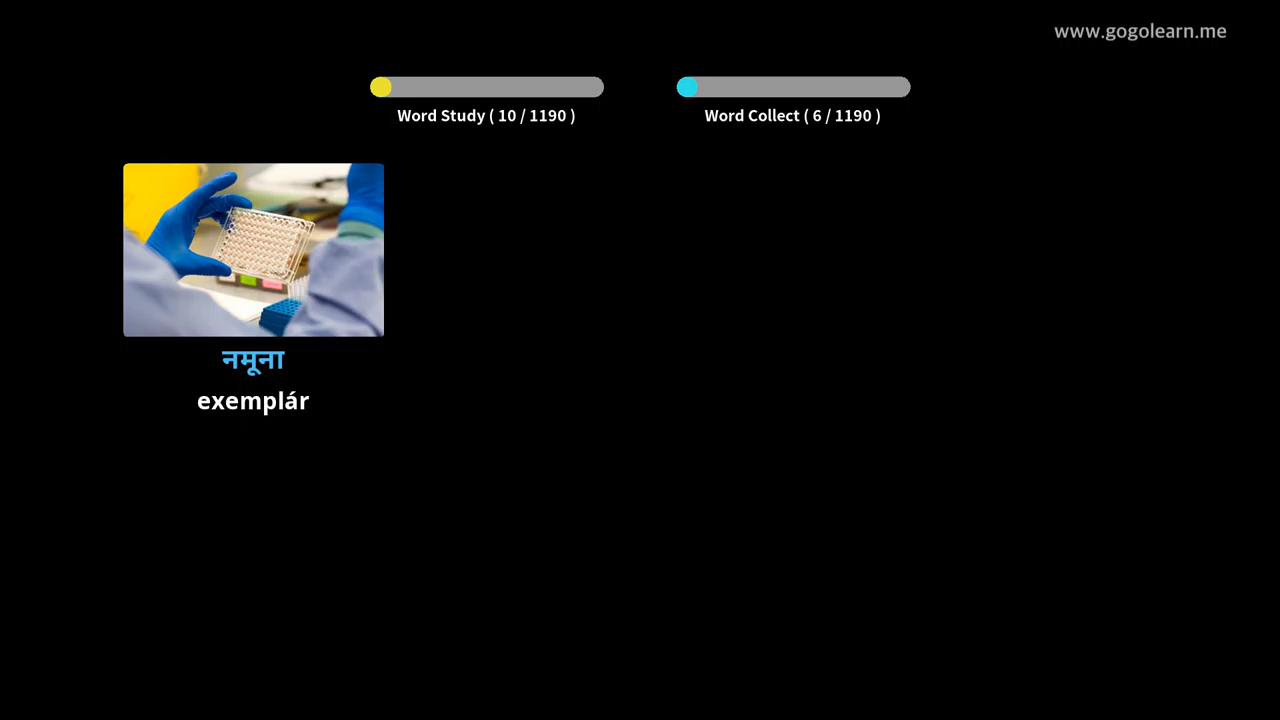 www.gogolearn.me
Word Study ( 10 / 1190 )
Word Collect ( 6 / 1190 )
नमूना
exemplár